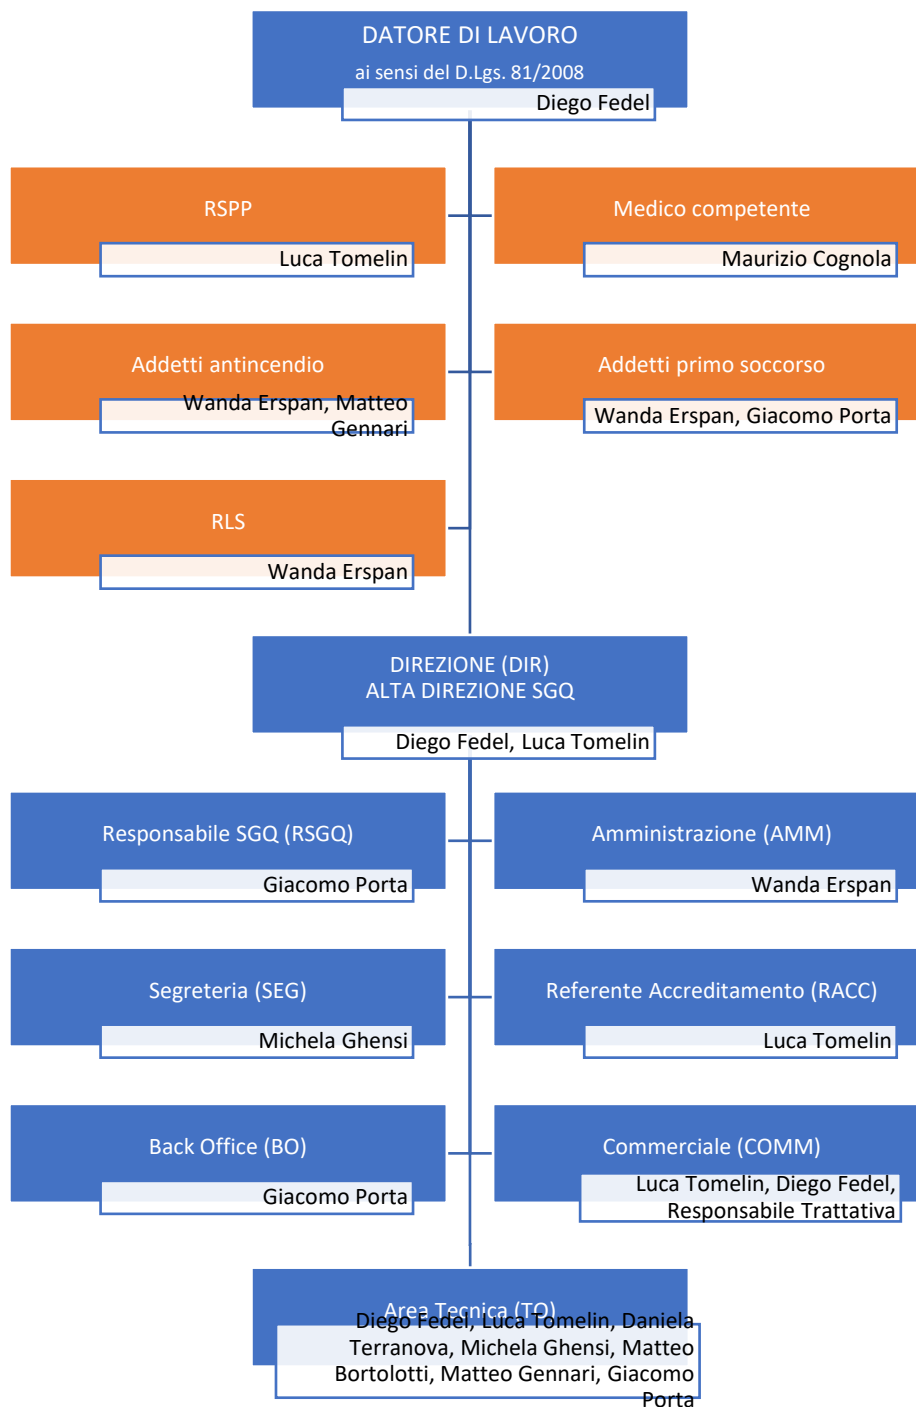 DATORE DI LAVORO
ai sensi del D.Lgs. 81/2008
Diego Fedel
RSPP
Luca Tomelin
Medico competente
Maurizio Cognola
Addetti antincendio
Wanda Erspan, Matteo
Gennari
Addetti primo soccorso
Wanda Erspan, Giacomo Porta
RLS
Wanda Erspan
DIREZIONE (DIR)
ALTA DIREZIONE SGQ
Diego Fedel, Luca Tomelin
Responsabile SGQ (RSGQ)
Giacomo Porta
Amministrazione (AMM)
Wanda Erspan
Segreteria (SEG)
Michela Ghensi
Referente Accreditamento (RACC)
Luca Tomelin
Back Office (BO)
Giacomo Porta
Commerciale (COMM)
Luca Tomelin, Diego Fedel,
Responsabile Trattativa
Area Tecnica (TO)
Diego Fedel, Luca Tomelin, Daniela
Terranova, Michela Ghensi, Matteo
Bortolotti, Matteo Gennari, Giacomo
Porta